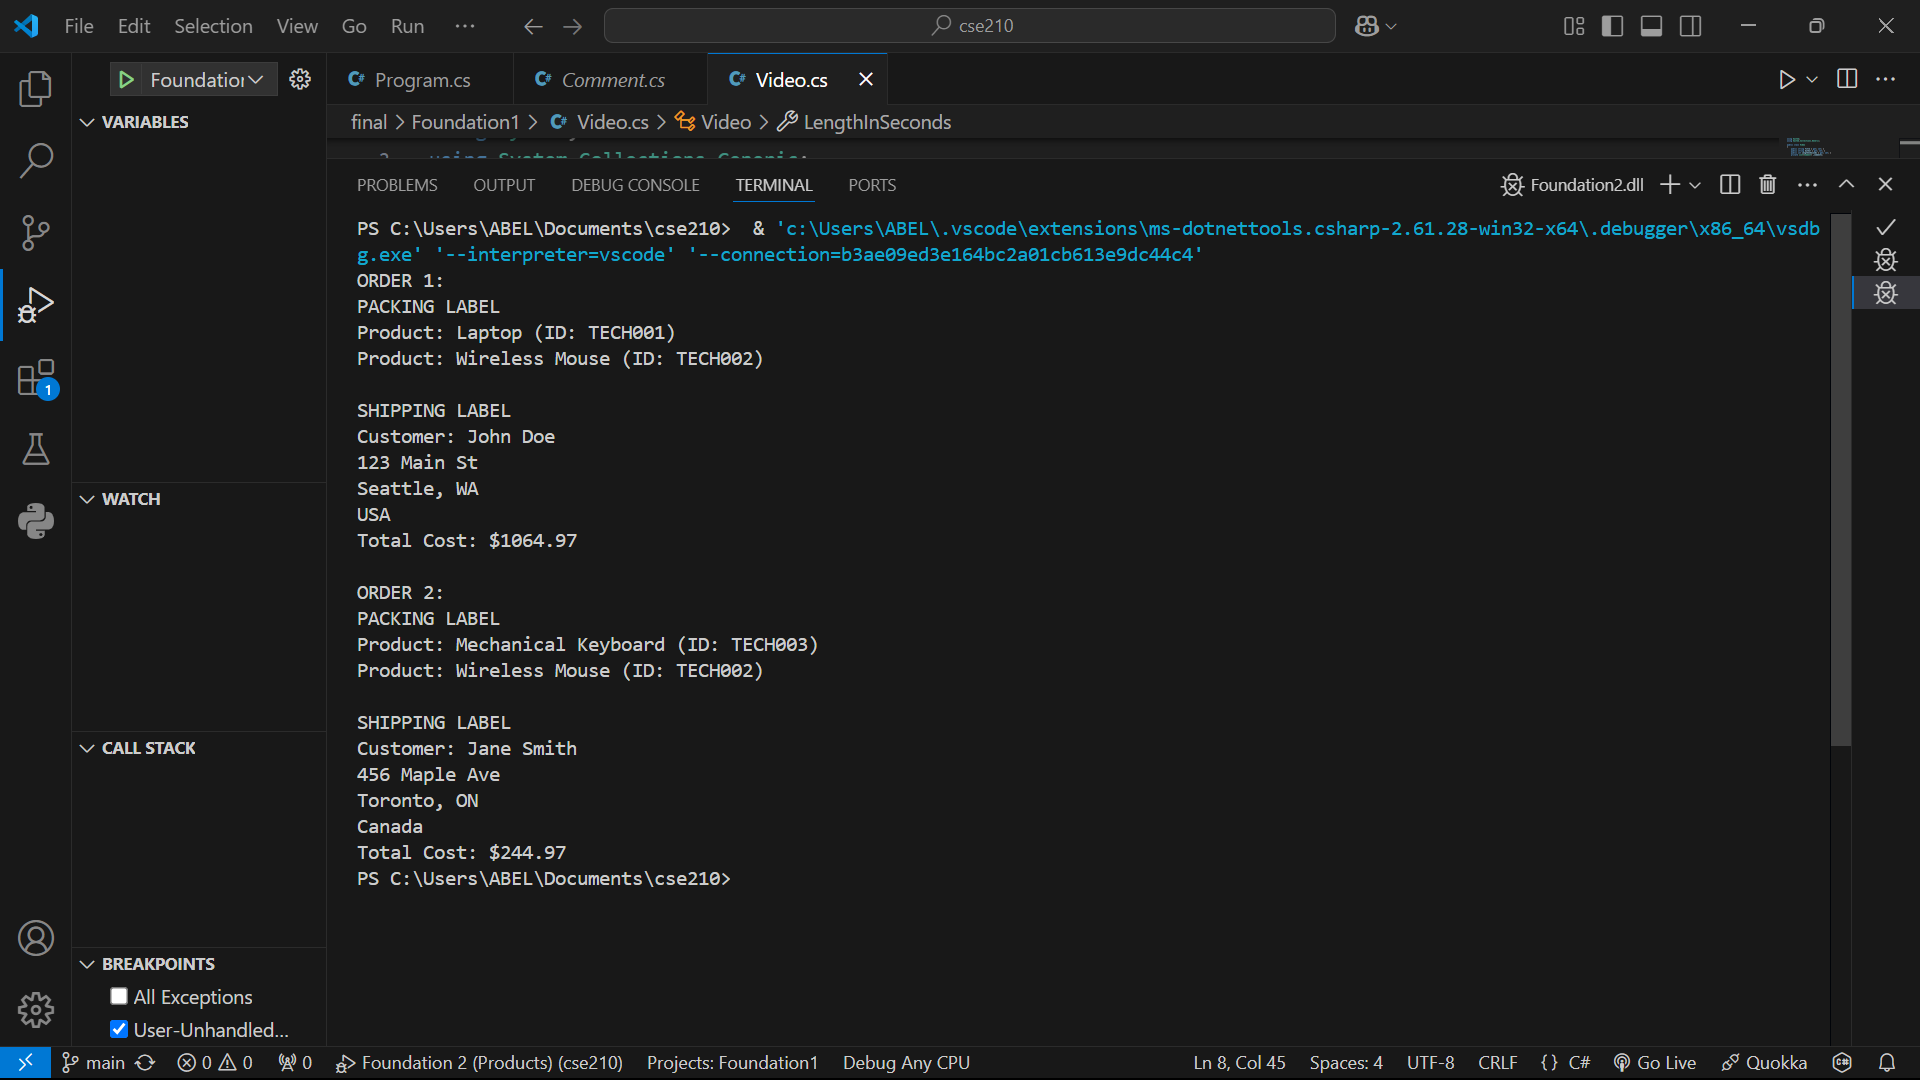 File Edit Selection View Go Run ···
cse210
Foundation
Program.cs
Comment.cs
Video.cs
VARIABLES
final > Foundation1 > Video.cs > Video > LengthInSeconds
using System.Collections.Generic;
PROBLEMS OUTPUT DEBUG CONSOLE TERMINAL PORTS
Foundation2.dll
PS C:\Users\ABEL\Documents\cse210>  & 'c:\Users\ABEL\.vscode\extensions\ms-dotnettools.csharp-2.61.28-win32-x64\.debugger\x86_64\vsdb
g.exe' '--interpreter=vscode' '--connection=b3ae09ed3e164bc2a01cb613e9dc44c4'
ORDER 1:
PACKING LABEL
Product: Laptop (ID: TECH001)
Product: Wireless Mouse (ID: TECH002)
SHIPPING LABEL
Customer: John Doe
123 Main St
Seattle, WA
USA
Total Cost: $1064.97
ORDER 2:
PACKING LABEL
Product: Mechanical Keyboard (ID: TECH003)
Product: Wireless Mouse (ID: TECH002)
SHIPPING LABEL
Customer: Jane Smith
456 Maple Ave
Toronto, ON
Canada
Total Cost: $244.97
PS C:\Users\ABEL\Documents\cse210>
1
WATCH
CALL STACK
BREAKPOINTS
All Exceptions
User-Unhandled...
main 0 0 0 Foundation 2 (Products) (cse210) Projects: Foundation1 Debug Any CPU Ln 8, Col 45 Spaces: 4 UTF-8 CRLF {} C# Go Live Quokka